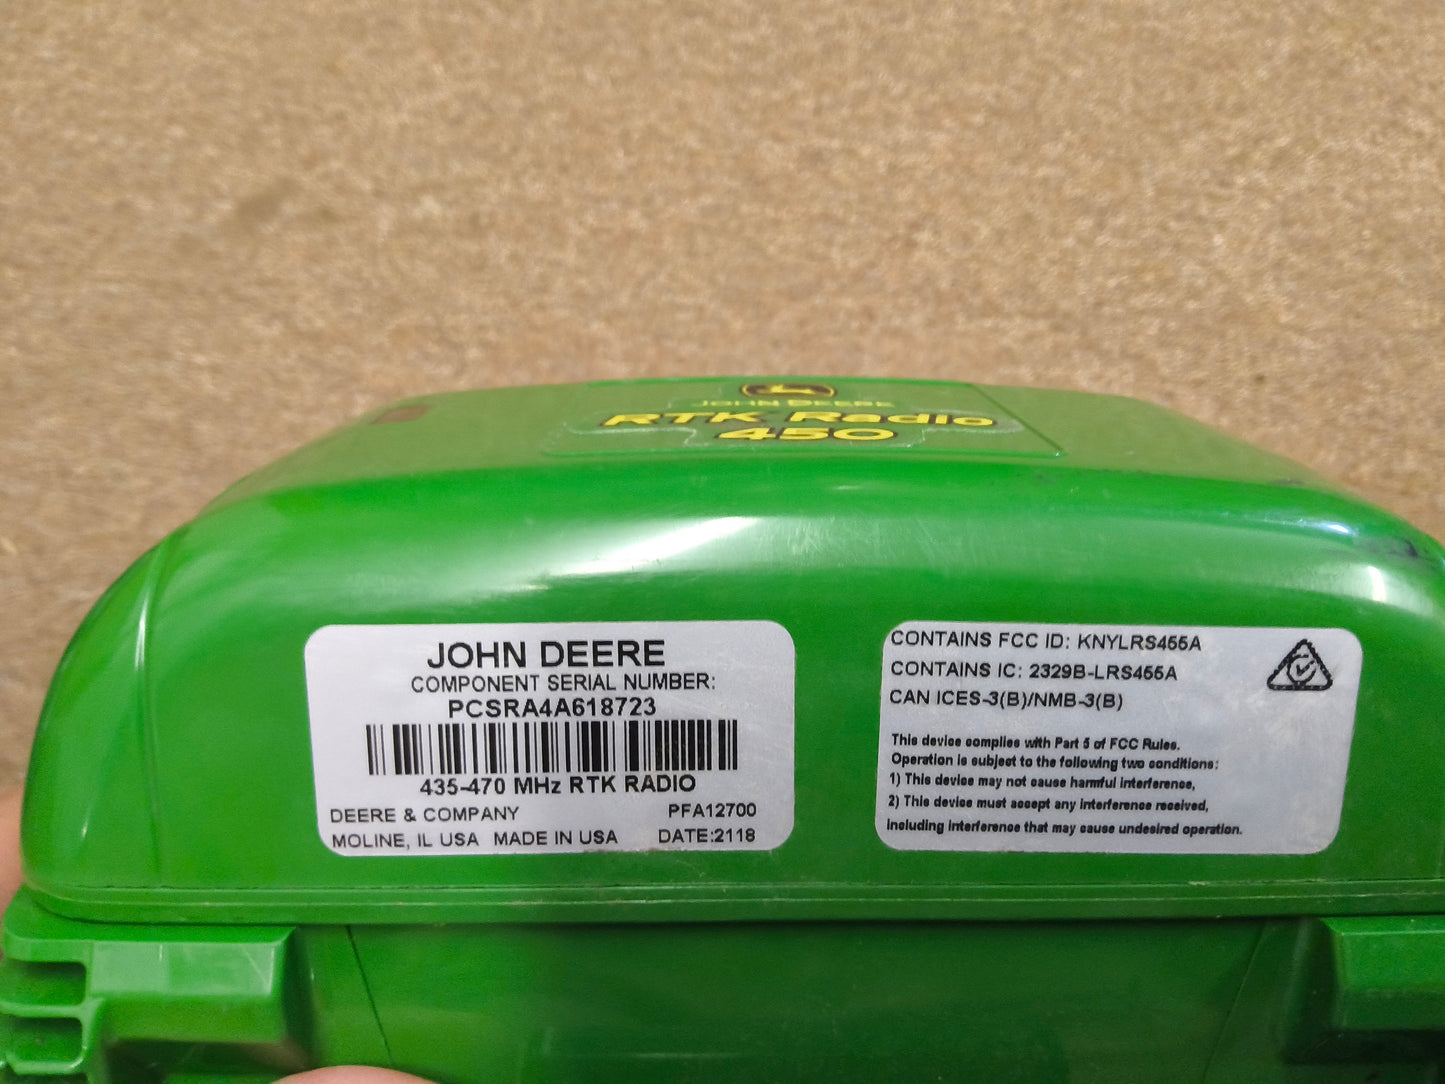 JOHN DEERE
RTK Radio
450
JOHN DEERE
COMPONENT SERIAL NUMBER:
PCSRA4A618723
435-470 MHz RTK RADIO
DEERE & COMPANY PFA12700
MOLINE, IL USA MADE IN USA DATE:2118
CONTAINS FCC ID: KNYLRS455A
CONTAINS IC: 2329B-LRS455A
CAN ICES-3(B)/NMB-3(B)
This device complies with Part 5 of FCC Rules.
Operation is subject to the following two conditions:
1) This device may not cause harmful interference,
2) This device must accept any interference received,
including interference that may cause undesired operation.